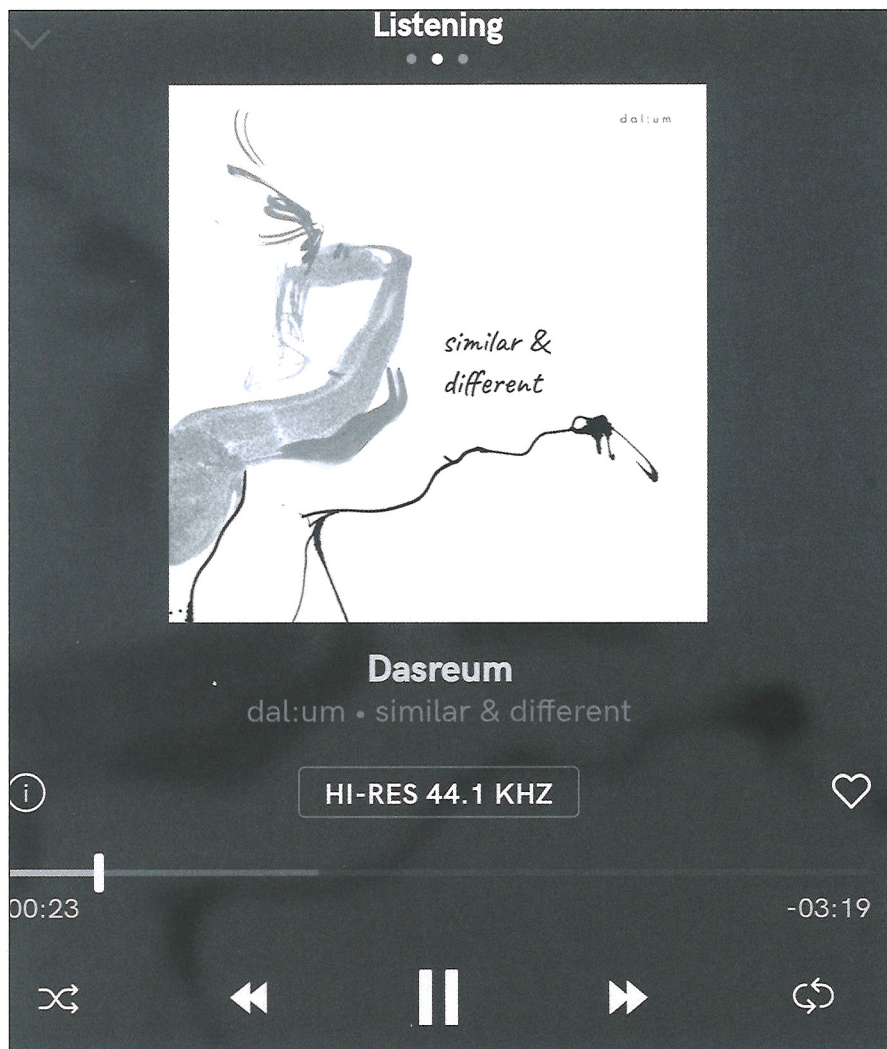 Listening
dal:um
similar &
different
Dasreum
dal:um • similar & different
HI-RES 44.1 KHZ
00:23
-03:19